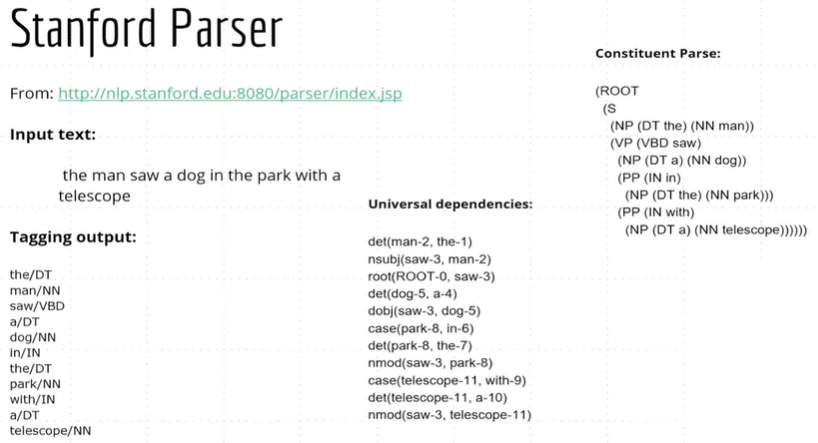 Stanford Parser
From: http://nlp.stanford.edu:8080/parser/index.jsp
Input text:
the man saw a dog in the park with a
telescope
Tagging output:
the/DT
man/NN
saw/VBD
a/DT
dog/NN
in/IN
the/DT
park/NN
with/IN
a/DT
telescope/NN
Universal dependencies:
det(man-2, the-1)
nsubj(saw-3, man-2)
root(ROOT-0, saw-3)
det(dog-5, a-4)
dobj(saw-3, dog-5)
case(park-8, in-6)
det(park-8, the-7)
nmod(saw-3, park-8)
case(telescope-11, with-9)
det(telescope-11, a-10)
nmod(saw-3, telescope-11)
Constituent Parse:
(ROOT
(S
(NP (DT the) (NN man))
(VP (VBD saw)
(NP (DT a) (NN dog))
(PP (IN in)
(NP (DT the) (NN park)))
(PP (IN with)
(NP (DT a) (NN telescope))))))